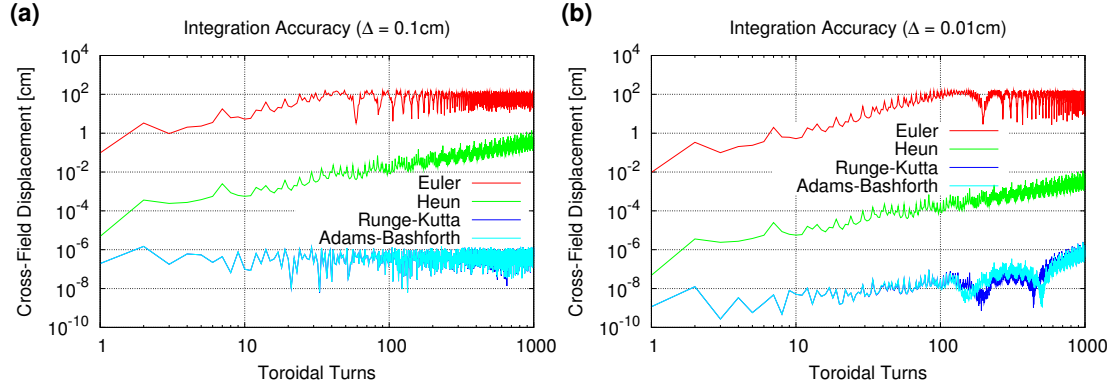 (a)
Integration Accuracy (Δ = 0.1cm)
Cross-Field Displacement [cm]
10^4
10^2
1
10^-2
10^-4
10^-6
10^-8
10^-10
Euler
Heun
Runge-Kutta
Adams-Bashforth
1 10 100 1000
Toroidal Turns
(b)
Integration Accuracy (Δ = 0.01cm)
Cross-Field Displacement [cm]
10^4
10^2
1
10^-2
10^-4
10^-6
10^-8
10^-10
Euler
Heun
Runge-Kutta
Adams-Bashforth
1 10 100 1000
Toroidal Turns